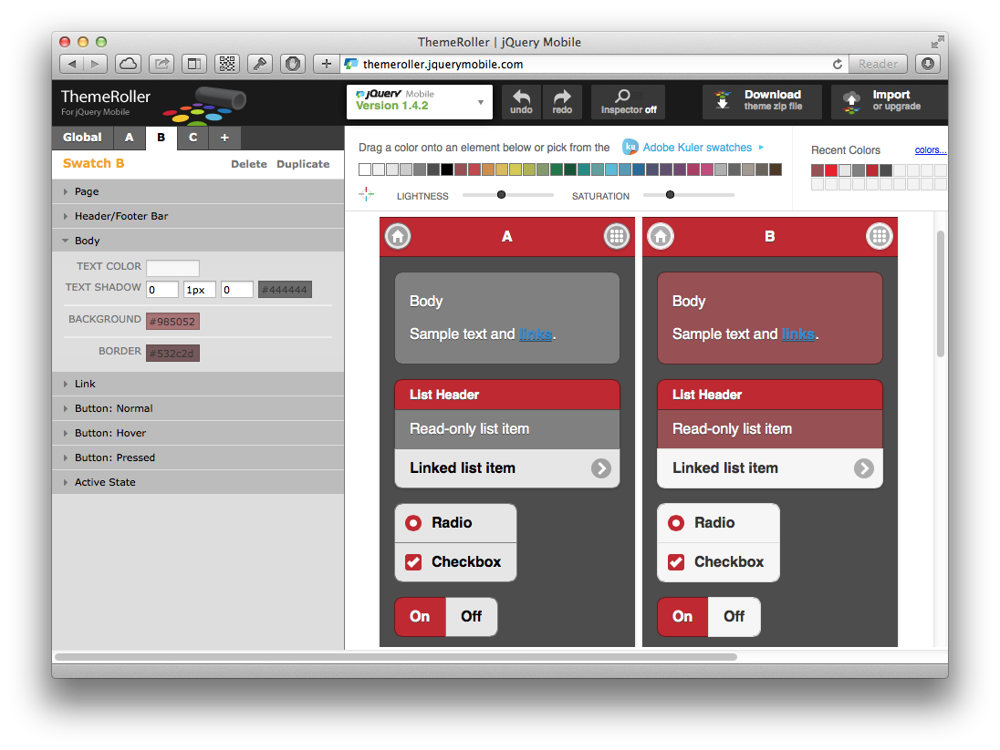 ThemeRoller | jQuery Mobile
themeroller.jquerymobile.com
Reader
ThemeRoller
For jQuery Mobile
jQuery Mobile
Version 1.4.2
undo
redo
Inspector off
Download
theme zip file
Import
or upgrade
Global
A
B
C
+
Swatch B
Delete
Duplicate
Page
Header/Footer Bar
Body
TEXT COLOR
TEXT SHADOW
0
1px
0
#444444
BACKGROUND
#985052
BORDER
#532c2d
Link
Button: Normal
Button: Hover
Button: Pressed
Active State
Drag a color onto an element below or pick from the
ku
Adobe Kuler swatches
LIGHTNESS
SATURATION
Recent Colors
colors...
A
Body
Sample text and links.
List Header
Read-only list item
Linked list item
Radio
Checkbox
On
Off
B
Body
Sample text and links.
List Header
Read-only list item
Linked list item
Radio
Checkbox
On
Off